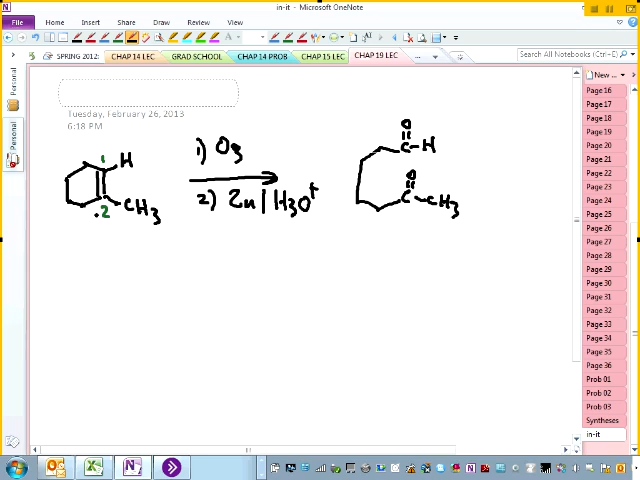 in-it - Microsoft OneNote
File Home Insert Share Draw Review View
SPRING 2012: CHAP 14 LEC GRAD SCHOOL CHAP 14 PROB CHAP 15 LEC CHAP 19 LEC ... Search All Notebooks (Ctrl+E)
Personal
Personal
Tuesday, February 26, 2013
6:18 PM
1 H
.2 CH3
1) O3
2) Zn | H3O+
O
C-H
O
C-CH3
New ...
Page 16
Page 17
Page 18
Page 19
Page 20
Page 21
Page 22
Page 23
Page 24
Page 25
Page 26
Page 27
Page 28
Page 29
Page 30
Page 31
Page 32
Page 33
Page 34
Page 35
Page 36
Prob 01
Prob 02
Prob 03
Syntheses
in-it
6:18 PM